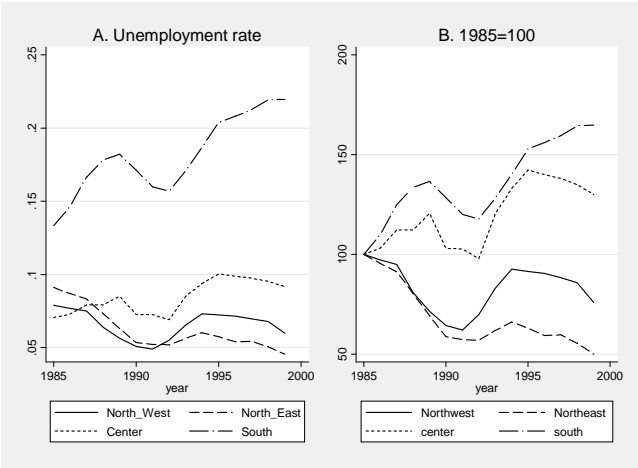 A. Unemployment rate
.25
.2
.15
.1
.05
1985 1990 1995 2000
year
North_West North_East
Center South
B. 1985=100
200
150
100
50
1985 1990 1995 2000
year
Northwest Northeast
center south